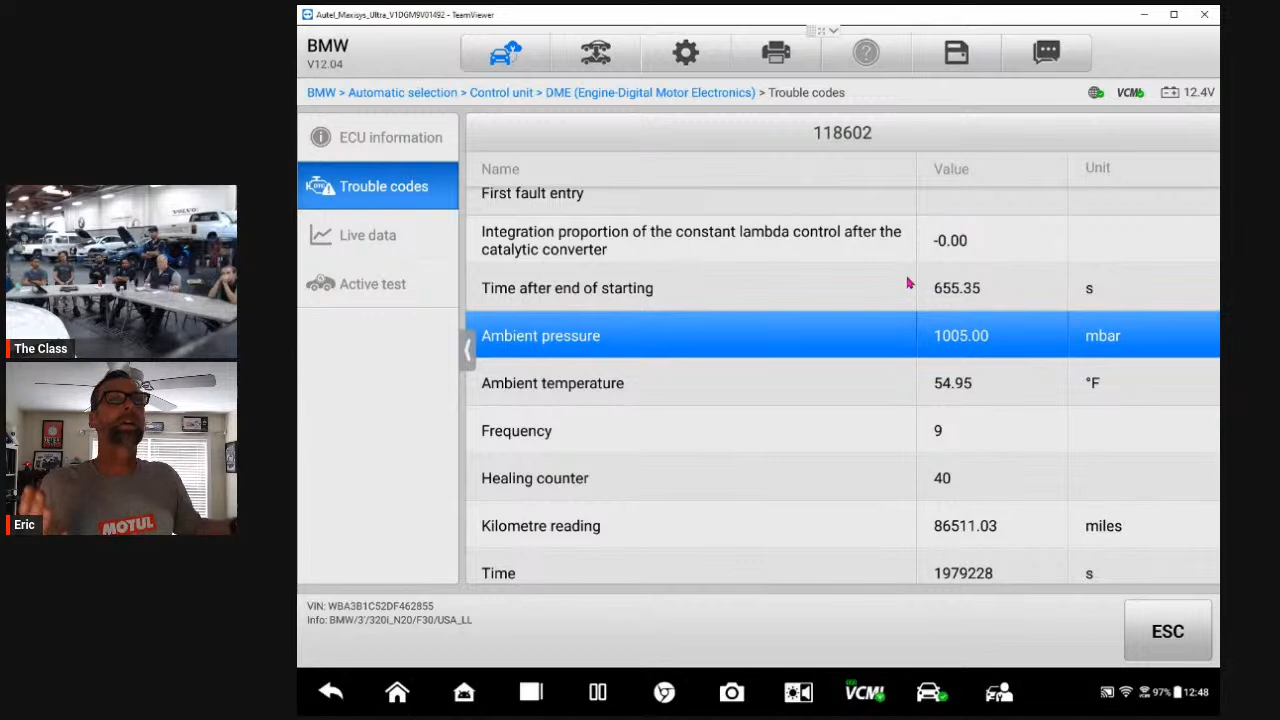 Autel_Maxisys_Ultra_V1DGM9V01492 - TeamViewer
BMW
V12.04
BMW > Automatic selection > Control unit > DME (Engine-Digital Motor Electronics) > Trouble codes
VCMI
12.4V
ECU information
Trouble codes
Live data
Active test
118602
Name Value Unit
First fault entry
Integration proportion of the constant lambda control after the
catalytic converter
-0.00
Time after end of starting 655.35 s
Ambient pressure 1005.00 mbar
Ambient temperature 54.95 °F
Frequency 9
Healing counter 40
Kilometre reading 86511.03 miles
Time 1979228 s
VIN: WBA3B1C52DF462855
Info: BMW/3'/320i_N20/F30/USA_LL
ESC
VCMI
97% 12:48
VOLVO
The Class
MOTUL
Eric